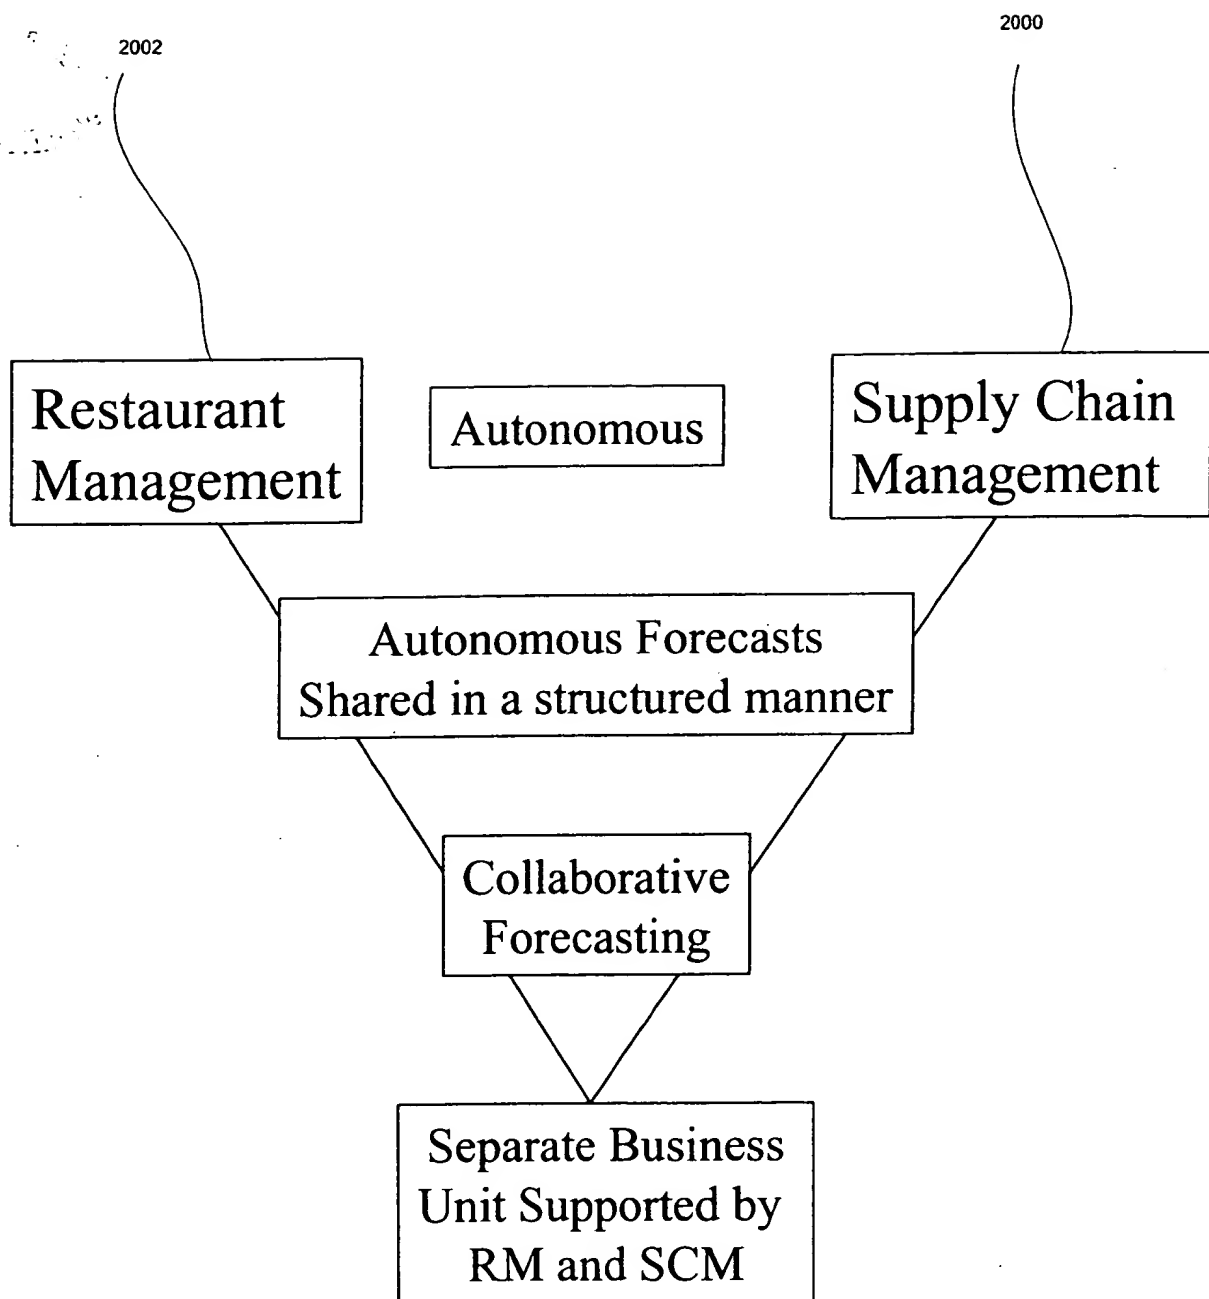 2002
2000
Restaurant
Management
Autonomous
Supply Chain
Management
Autonomous Forecasts
Shared in a structured manner
Collaborative
Forecasting
Separate Business
Unit Supported by
RM and SCM